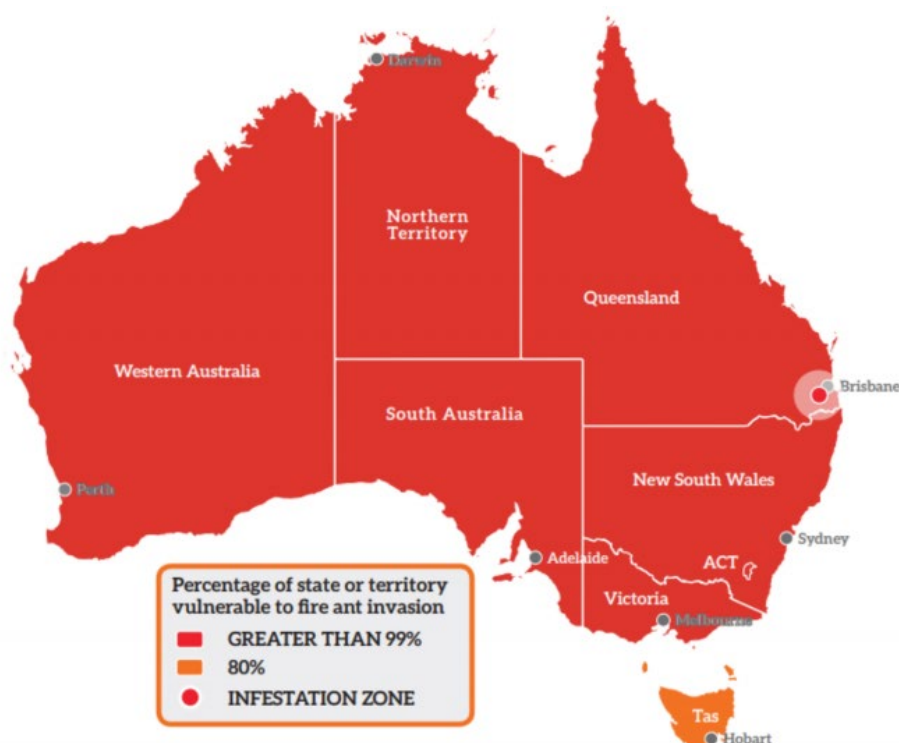 Darwin
Northern
Territory
Queensland
Western Australia
Brisbane
South Australia
New South Wales
Perth
Sydney
Adelaide
ACT
Victoria
Melbourne
Percentage of state or territory
vulnerable to fire ant invasion
GREATER THAN 99%
80%
INFESTATION ZONE
Tas
Hobart